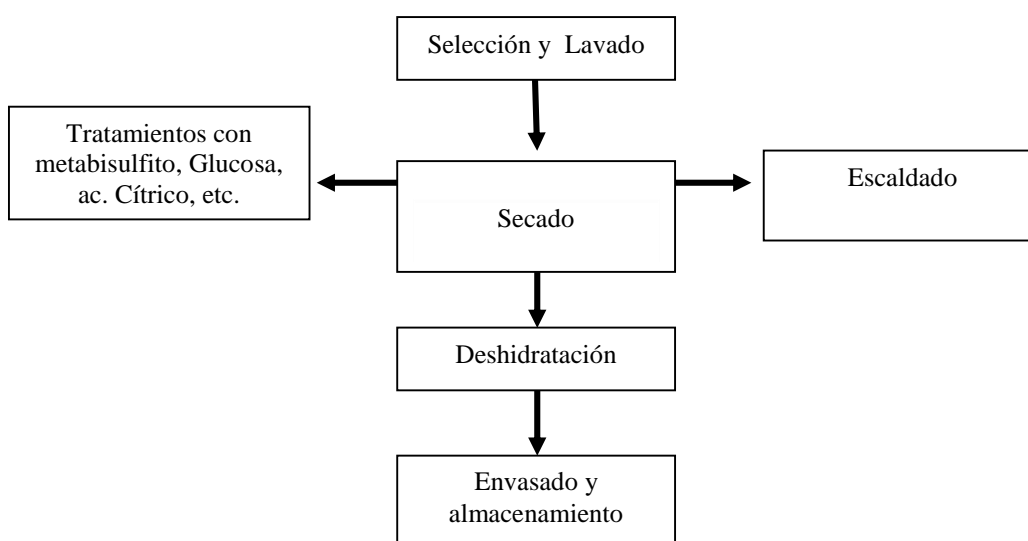 Selección y Lavado
Tratamientos con
metabisulfito, Glucosa,
ac. Cítrico, etc.
Secado
Escaldado
Deshidratación
Envasado y
almacenamiento